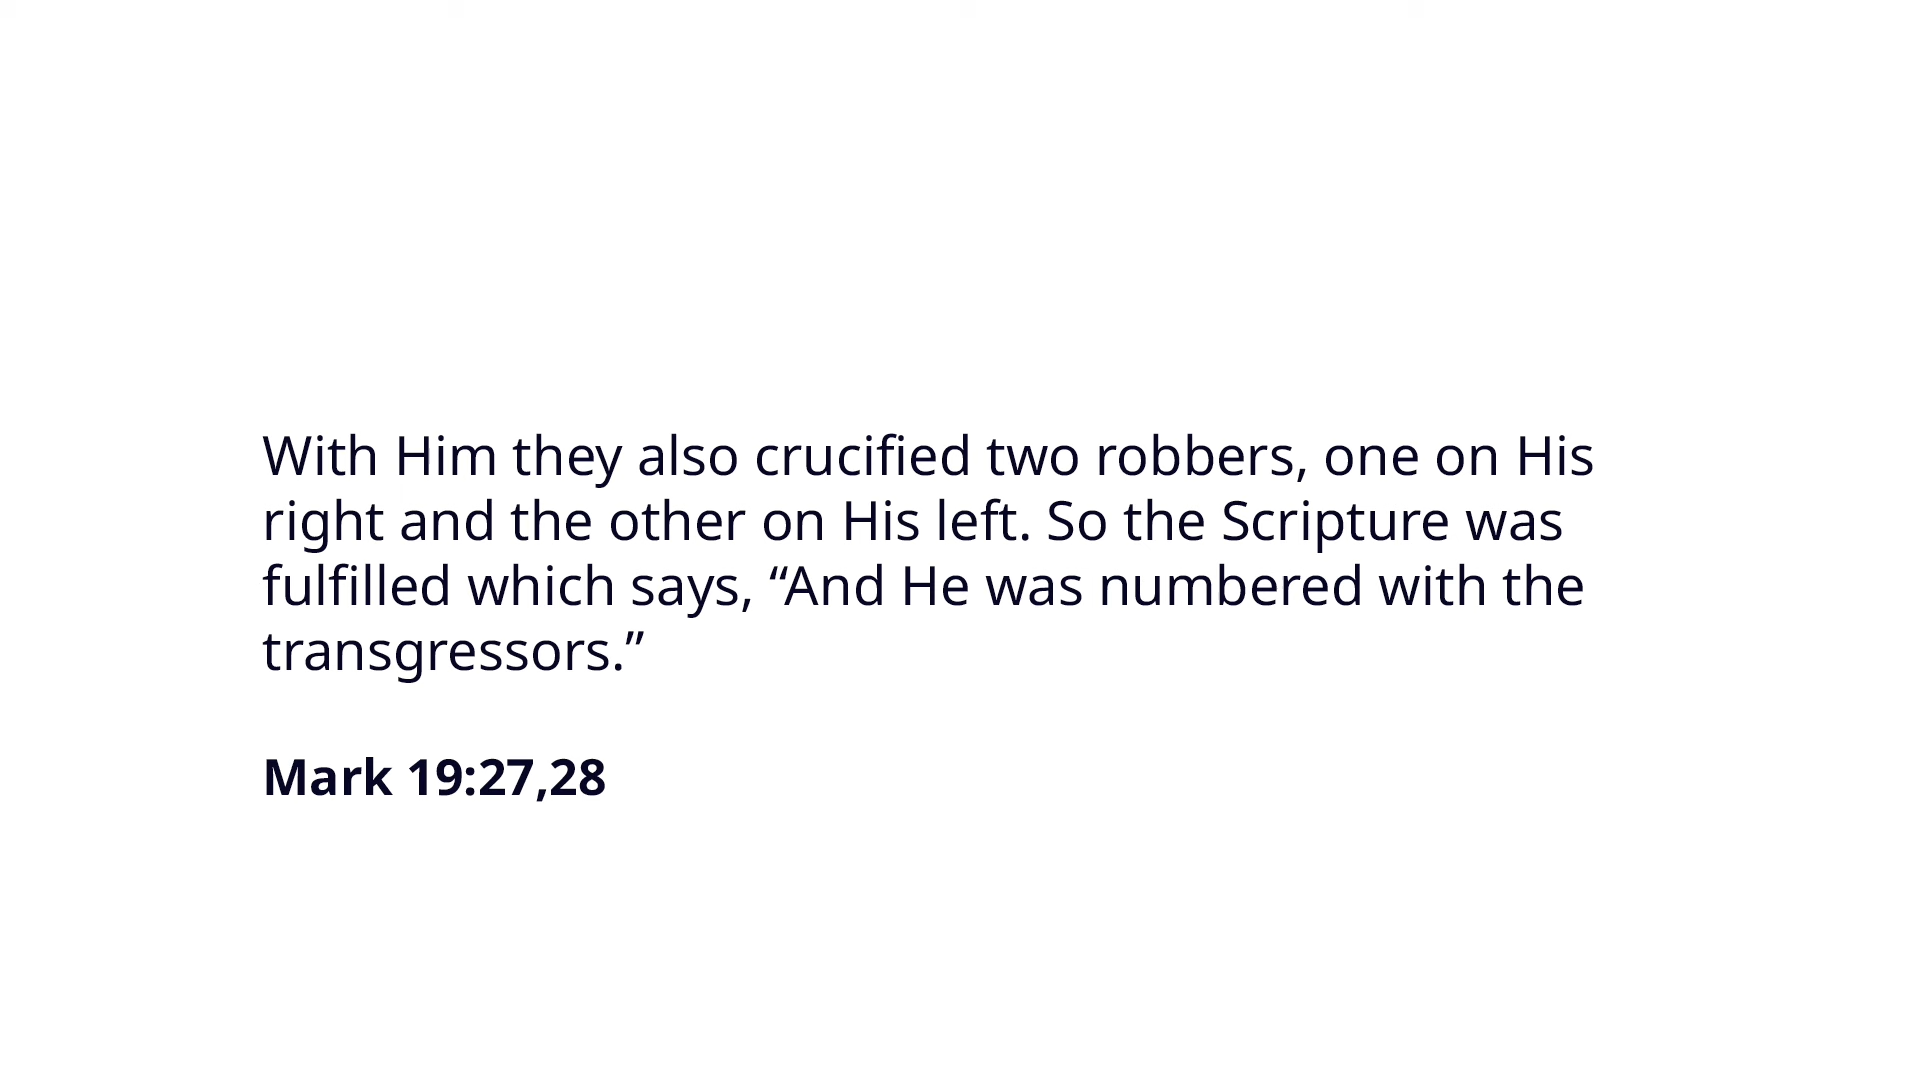 With Him they also crucified two robbers, one on His
right and the other on His left. So the Scripture was
fulfilled which says, “And He was numbered with the
transgressors.”
Mark 19:27,28